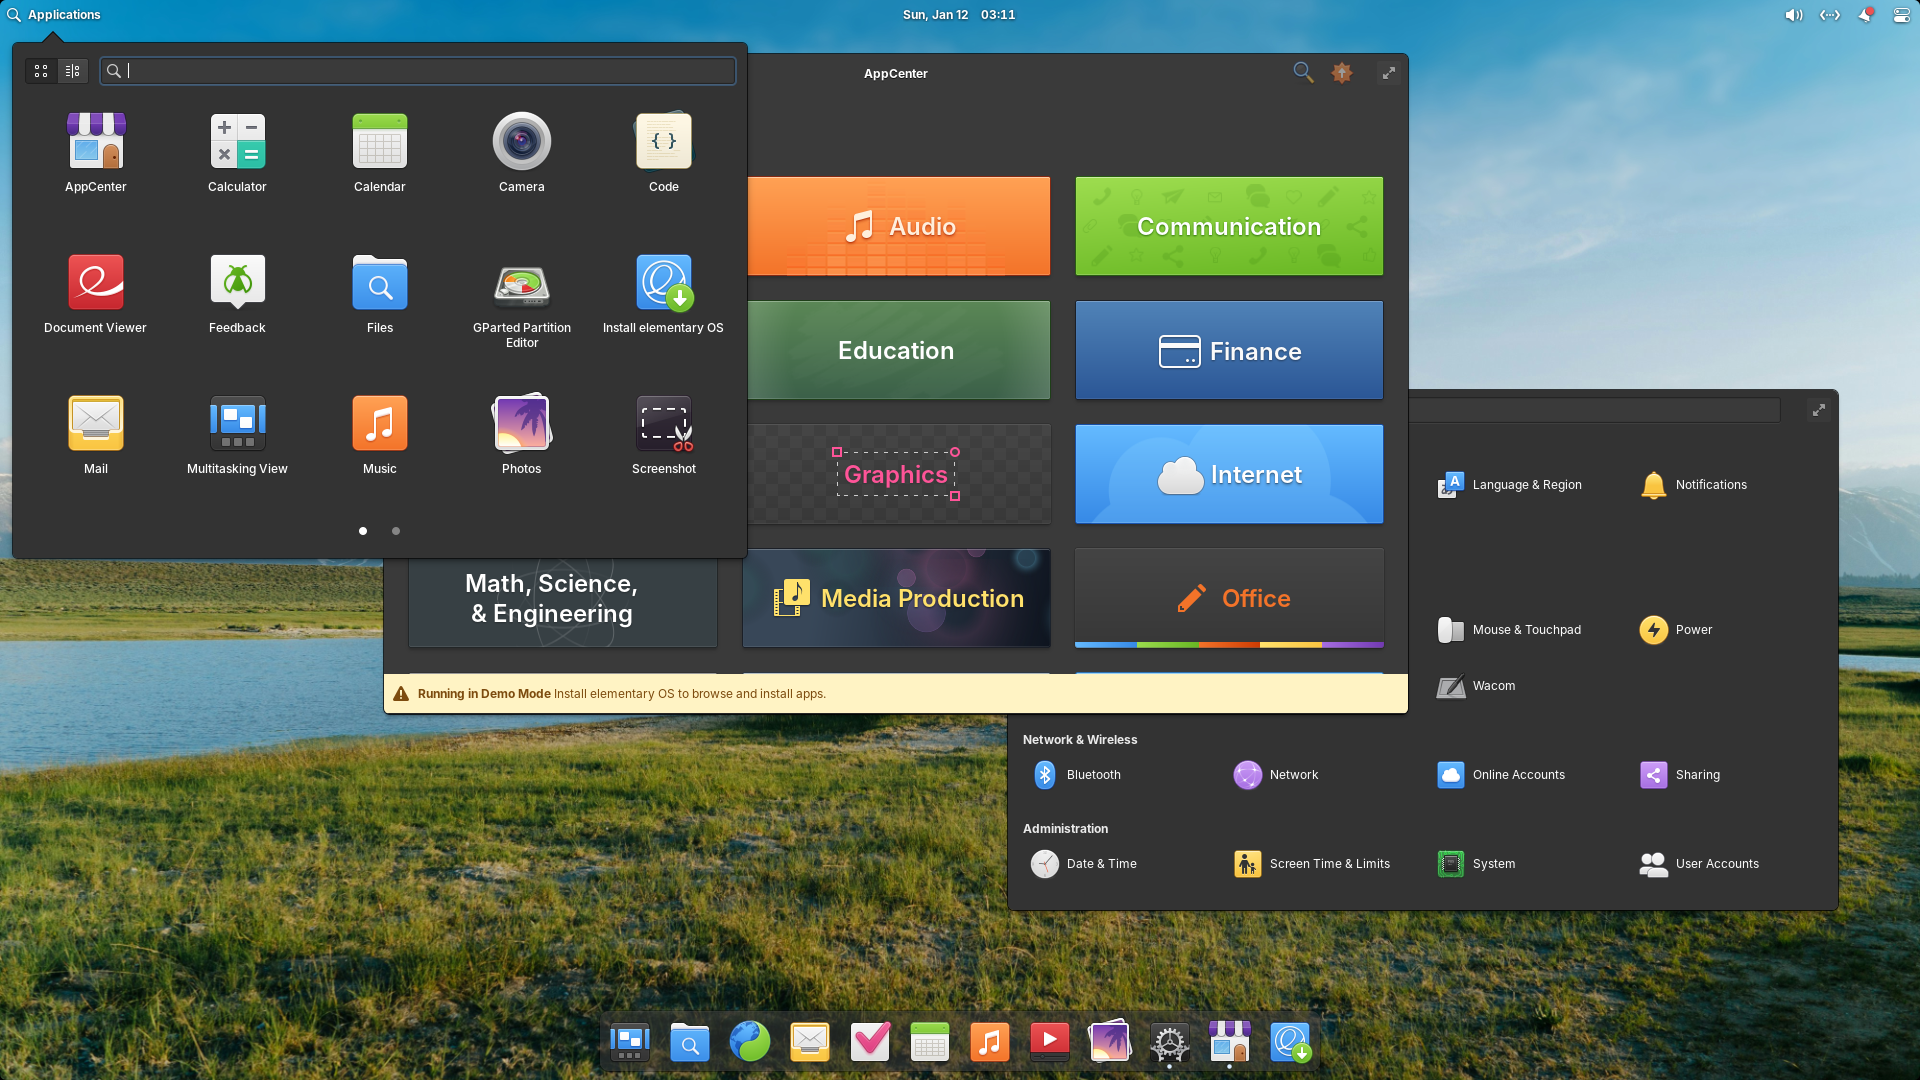 Applications
Sun, Jan 12 03:11
AppCenter
AppCenter
Calculator
Calendar
Camera
Code
Document Viewer
Feedback
Files
GParted Partition
Editor
Install elementary OS
Mail
Multitasking View
Music
Photos
Screenshot
Audio
Communication
Education
Finance
Graphics
Internet
Math, Science,
& Engineering
Media Production
Office
Running in Demo Mode Install elementary OS to browse and install apps.
Language & Region
Notifications
Mouse & Touchpad
Power
Wacom
Network & Wireless
Bluetooth
Network
Online Accounts
Sharing
Administration
Date & Time
Screen Time & Limits
System
User Accounts